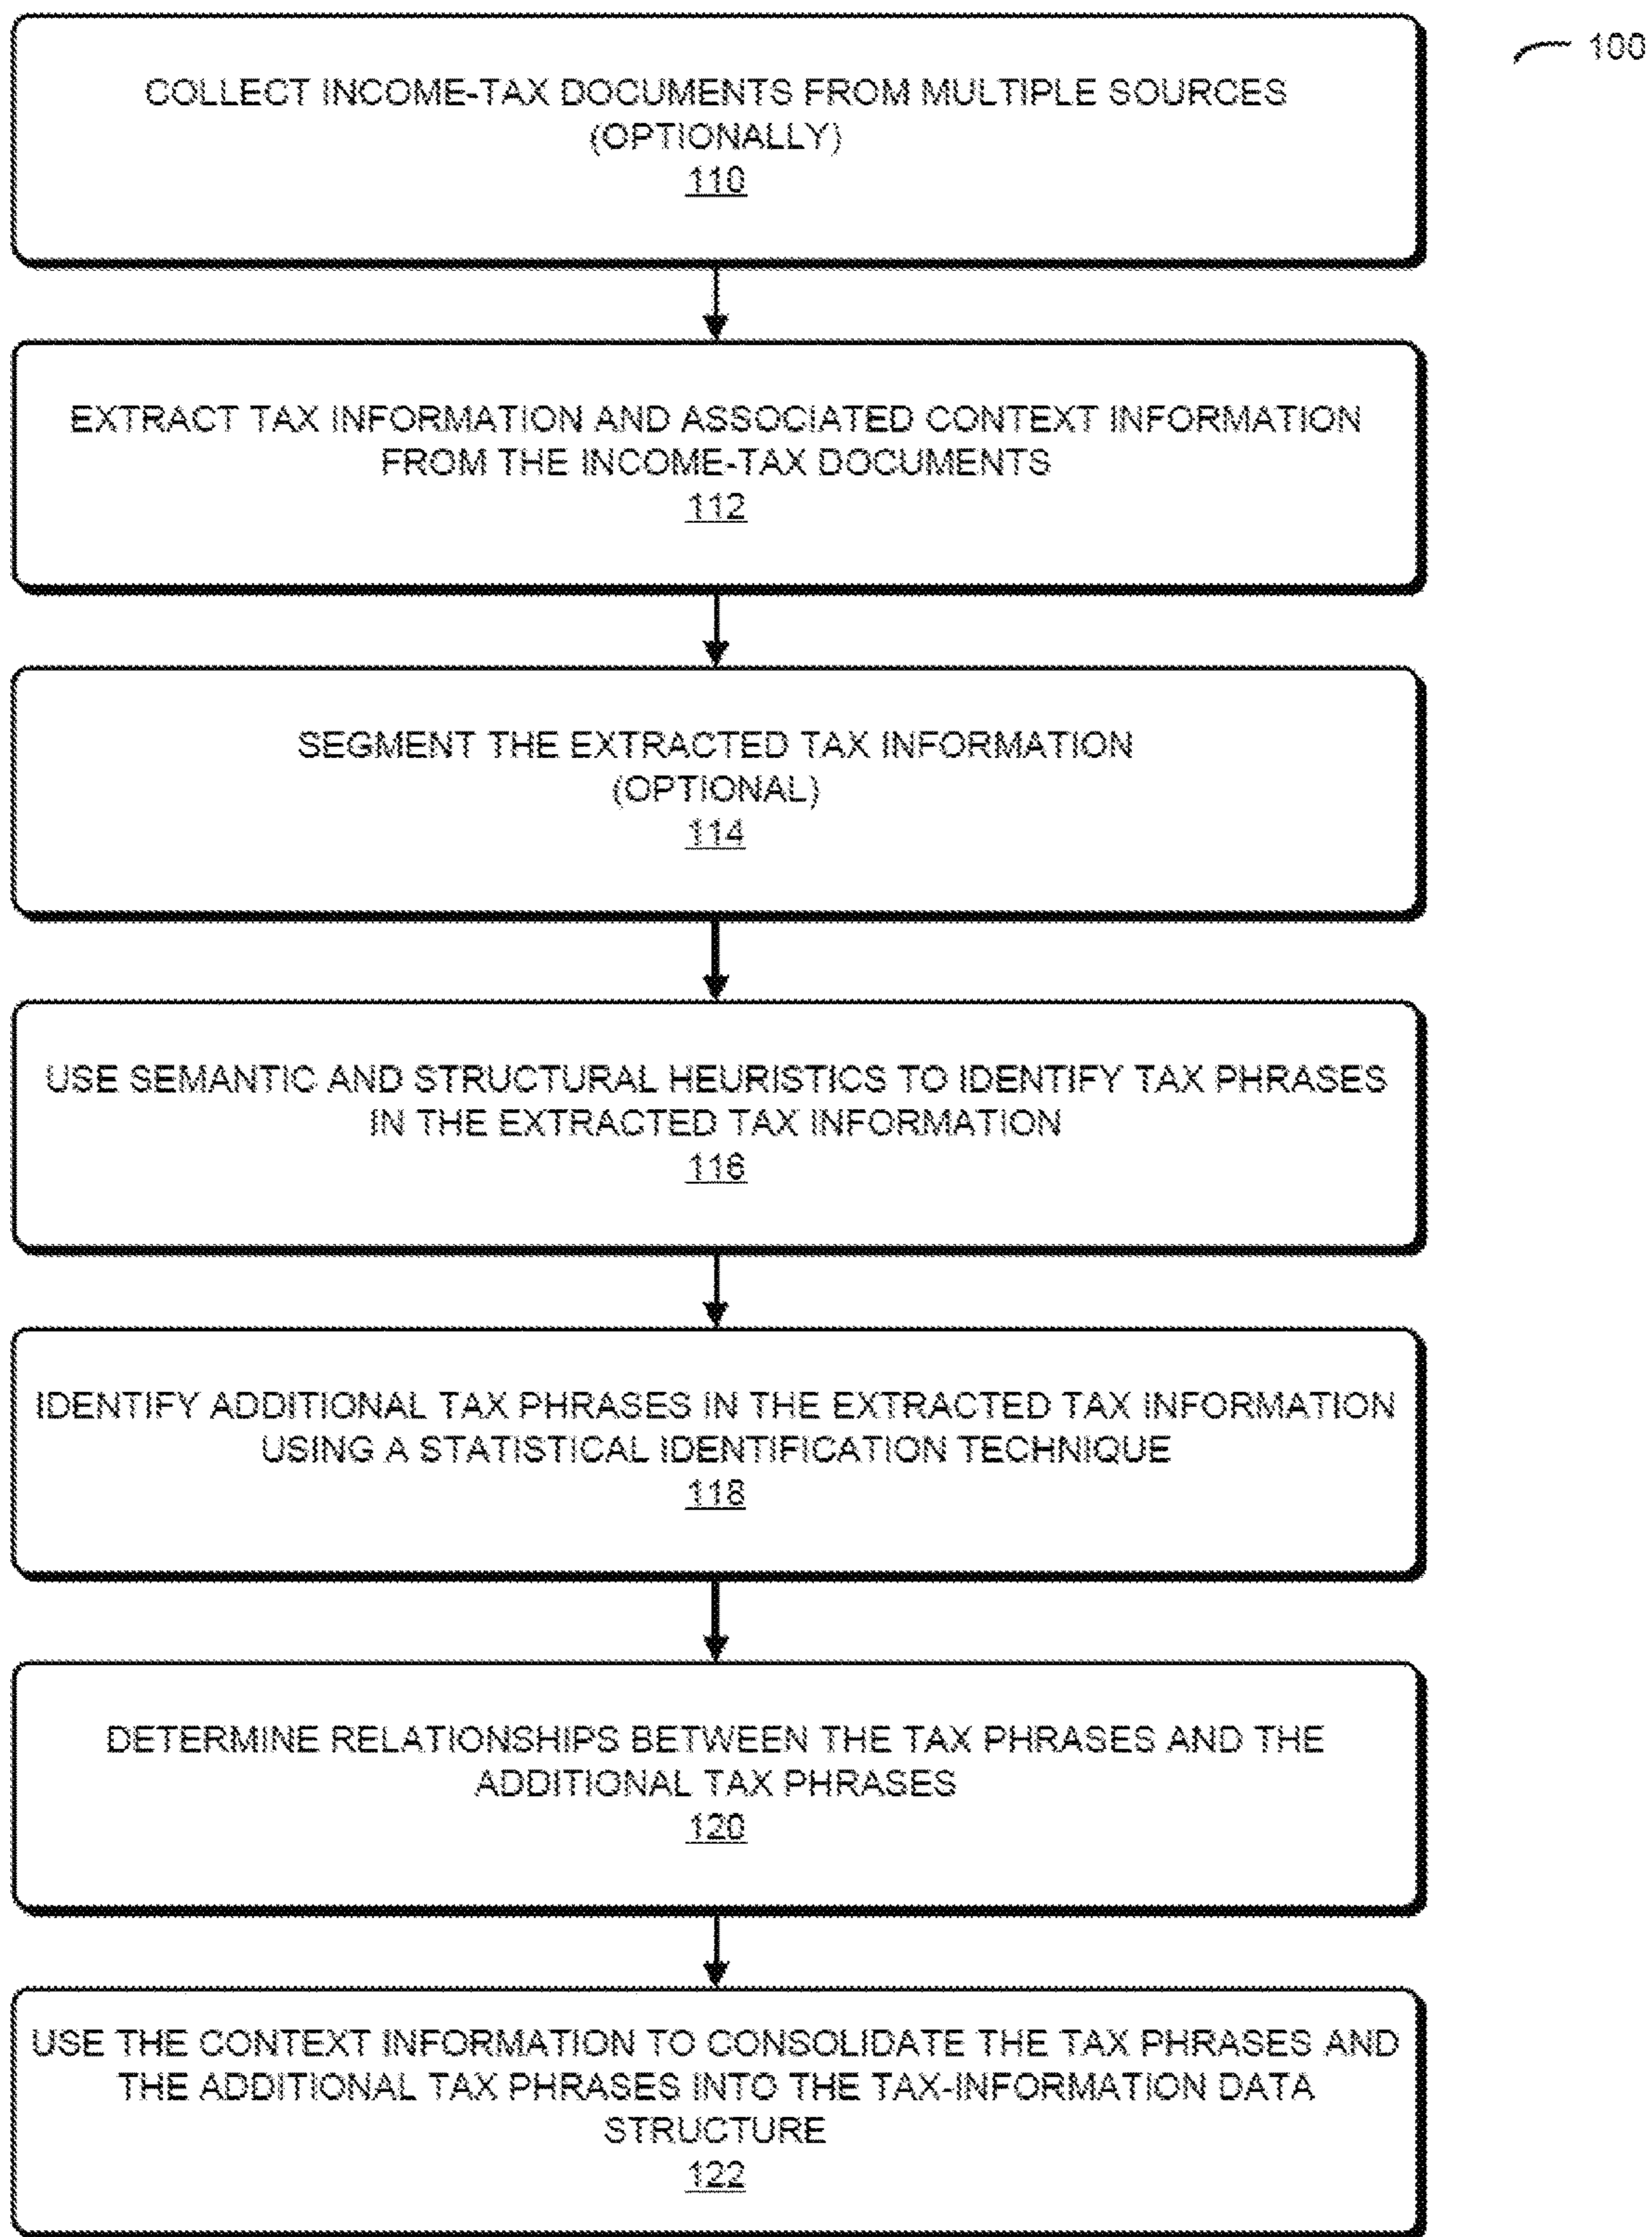 100
COLLECT INCOME-TAX DOCUMENTS FROM MULTIPLE SOURCES
(OPTIONALLY)
110
EXTRACT TAX INFORMATION AND ASSOCIATED CONTEXT INFORMATION
FROM THE INCOME-TAX DOCUMENTS
112
SEGMENT THE EXTRACTED TAX INFORMATION
(OPTIONAL)
114
USE SEMANTIC AND STRUCTURAL HEURISTICS TO IDENTIFY TAX PHRASES
IN THE EXTRACTED TAX INFORMATION
116
IDENTIFY ADDITIONAL TAX PHRASES IN THE EXTRACTED TAX INFORMATION
USING A STATISTICAL IDENTIFICATION TECHNIQUE
118
DETERMINE RELATIONSHIPS BETWEEN THE TAX PHRASES AND THE
ADDITIONAL TAX PHRASES
120
USE THE CONTEXT INFORMATION TO CONSOLIDATE THE TAX PHRASES AND
THE ADDITIONAL TAX PHRASES INTO THE TAX-INFORMATION DATA
STRUCTURE
122